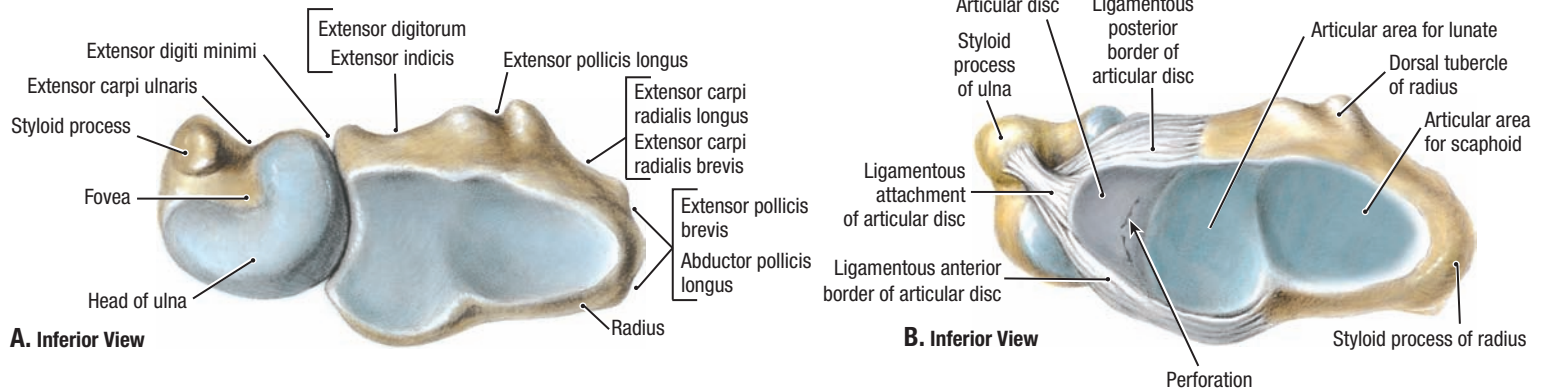 Extensor digitorum
Extensor indicis
Extensor digiti minimi
Extensor carpi ulnaris
Styloid process
Fovea
Head of ulna
A. Inferior View
Extensor pollicis longus
Extensor carpi
radialis longus
Extensor carpi
radialis brevis
Extensor pollicis
brevis
Abductor pollicis
longus
Radius
Articular disc
Ligamentous
posterior
border of
articular disc
Styloid
process
of ulna
Ligamentous
attachment
of articular disc
Ligamentous anterior
border of articular disc
B. Inferior View
Articular area for lunate
Dorsal tubercle
of radius
Articular area
for scaphoid
Styloid process of radius
Perforation